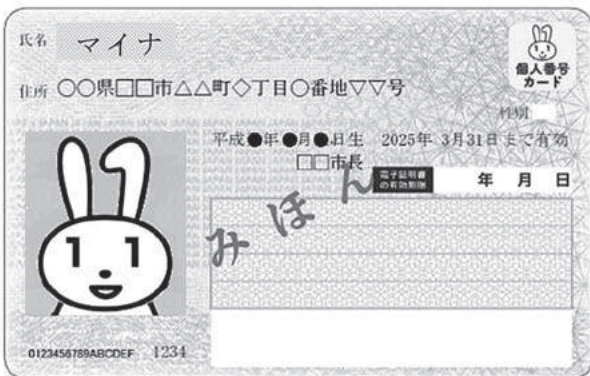 氏名 マイナ
個人番号
カード
住所 ○○県□□市△△町◇丁目○番地▽▽号
性別
平成●年●月●日生 2025年 3月31日まで有効
□□市長
電子証明書
の有効期限 年 月 日
みほん
1 1
0123456789ABCDEF 1234